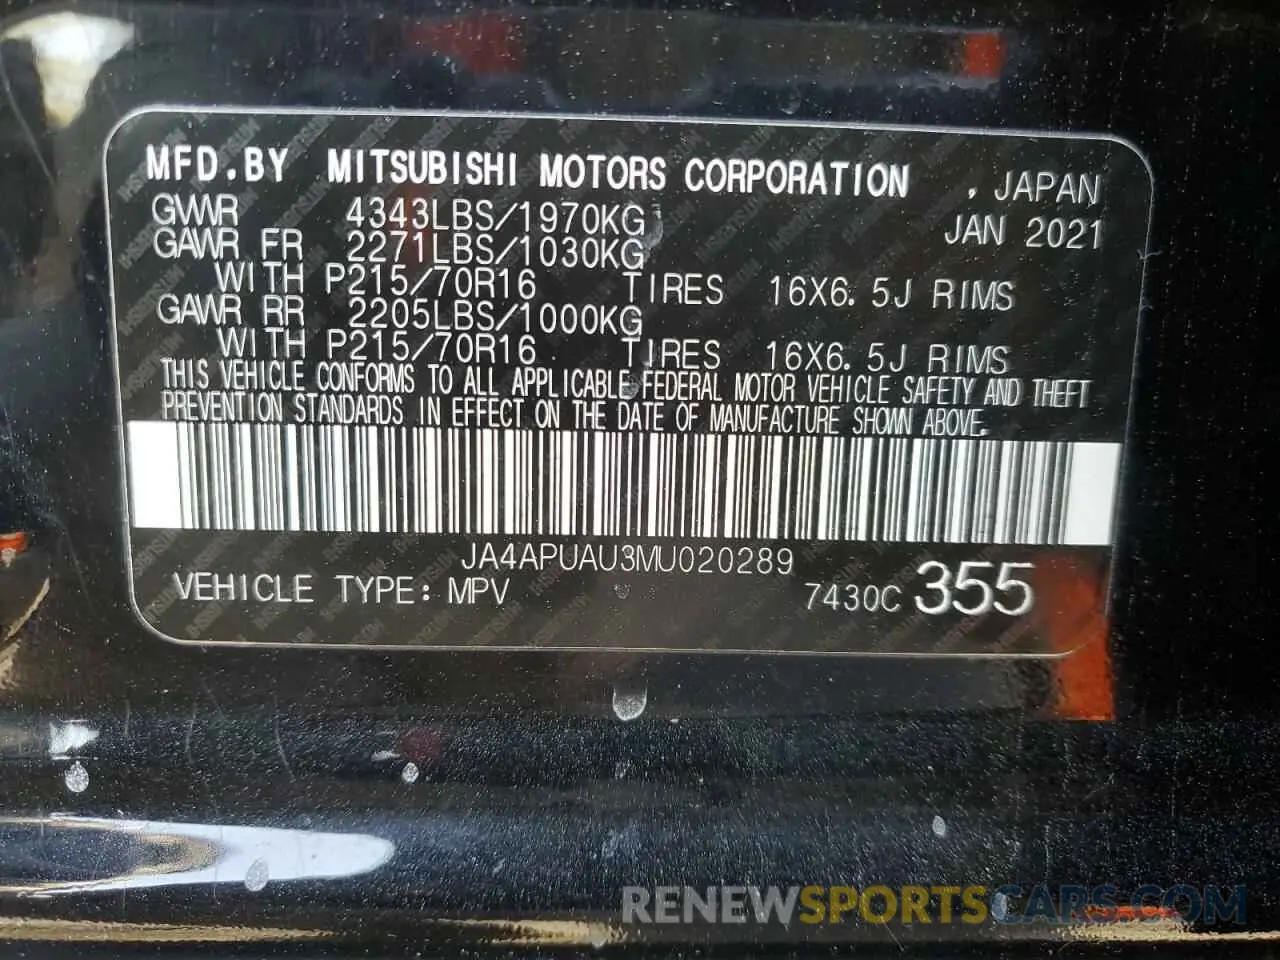 MFD.BY MITSUBISHI MOTORS CORPORATION , JAPAN
GVWR 4343LBS/1970KG JAN 2021
GAWR FR 2271LBS/1030KG
WITH P215/70R16 TIRES 16X6.5J RIMS
GAWR RR 2205LBS/1000KG
WITH P215/70R16 TIRES 16X6.5J RIMS
THIS VEHICLE CONFORMS TO ALL APPLICABLE FEDERAL MOTOR VEHICLE SAFETY AND THEFT
PREVENTION STANDARDS IN EFFECT ON THE DATE OF MANUFACTURE SHOWN ABOVE.
JA4APUAU3MU020289
VEHICLE TYPE: MPV 7430C 355
RENEWSPORTSCARS.COM